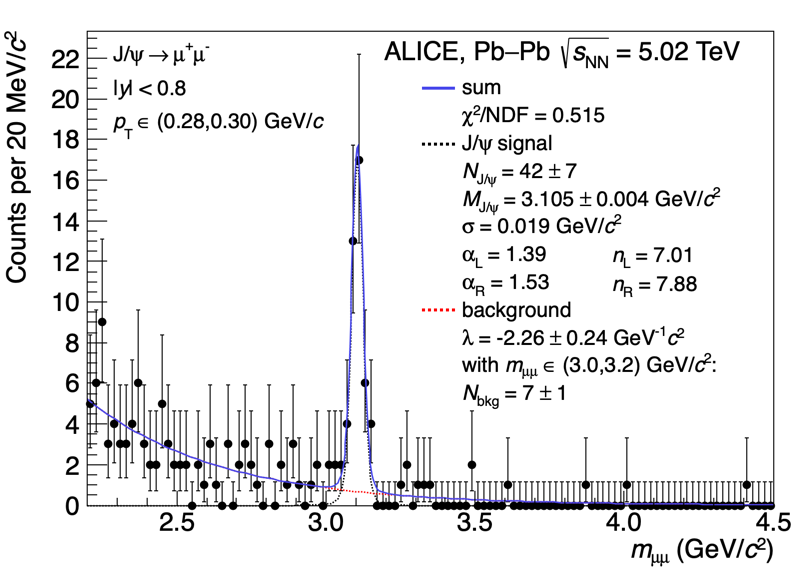 Counts per 20 MeV/c²
22
20
18
16
14
12
10
8
6
4
2
0
J/ψ → μ⁺μ⁻
|y| < 0.8
p_T ∈ (0.28,0.30) GeV/c
ALICE, Pb–Pb √s_NN = 5.02 TeV
sum
χ²/NDF = 0.515
J/ψ signal
N_J/ψ = 42 ± 7
M_J/ψ = 3.105 ± 0.004 GeV/c²
σ = 0.019 GeV/c²
α_L = 1.39 n_L = 7.01
α_R = 1.53 n_R = 7.88
background
λ = -2.26 ± 0.24 GeV⁻¹c²
with m_μμ ∈ (3.0,3.2) GeV/c²:
N_bkg = 7 ± 1
2.5 3.0 3.5 4.0 4.5
m_μμ (GeV/c²)